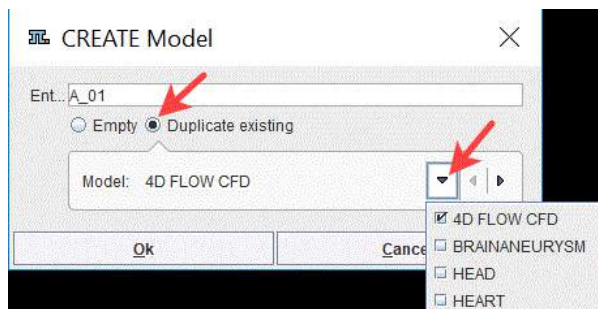 CREATE Model
Ent... A_01
Empty Duplicate existing
Model: 4D FLOW CFD
4D FLOW CFD
Ok Cance
BRAINANEURYSM
HEAD
HEART